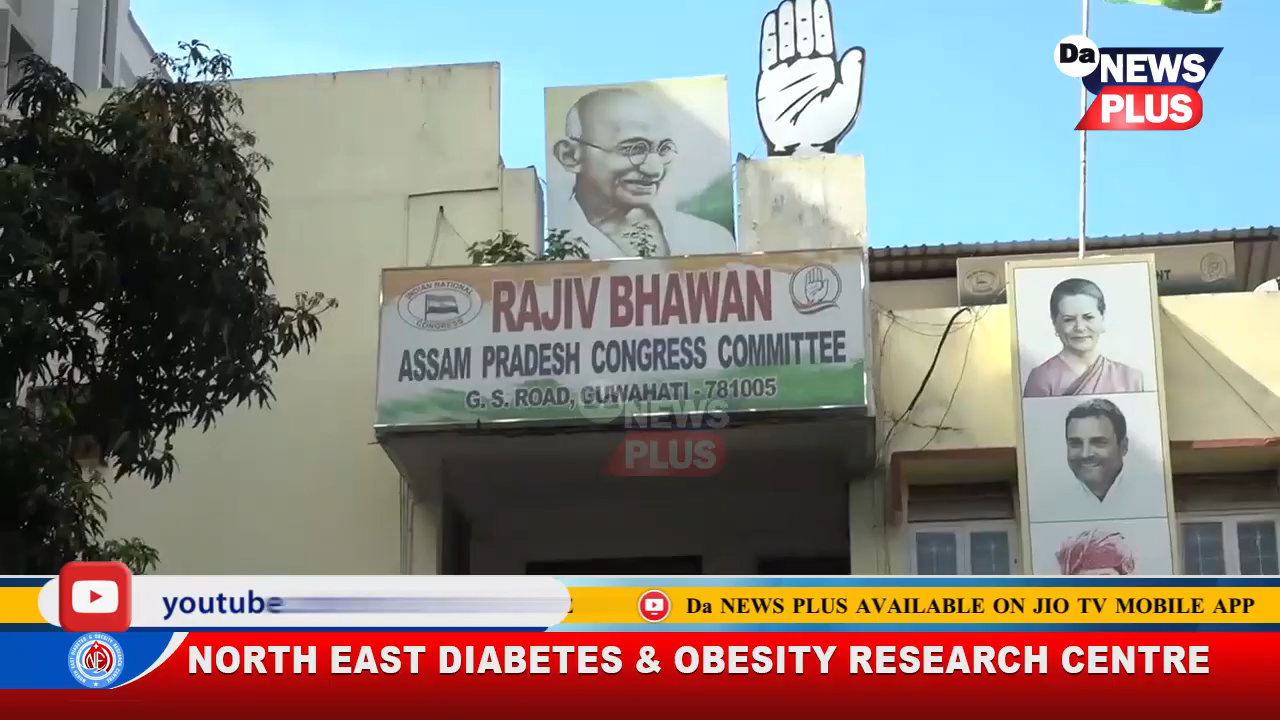 Da
NEWS
PLUS
INDIAN NATIONAL
CONGRESS
RAJIV BHAWAN
ASSAM PRADESH CONGRESS COMMITTEE
G. S. ROAD, GUWAHATI - 781005
NEWS
PLUS
youtube
Da NEWS PLUS AVAILABLE ON JIO TV MOBILE APP
NORTH EAST DIABETES & OBESITY RESEARCH CENTRE